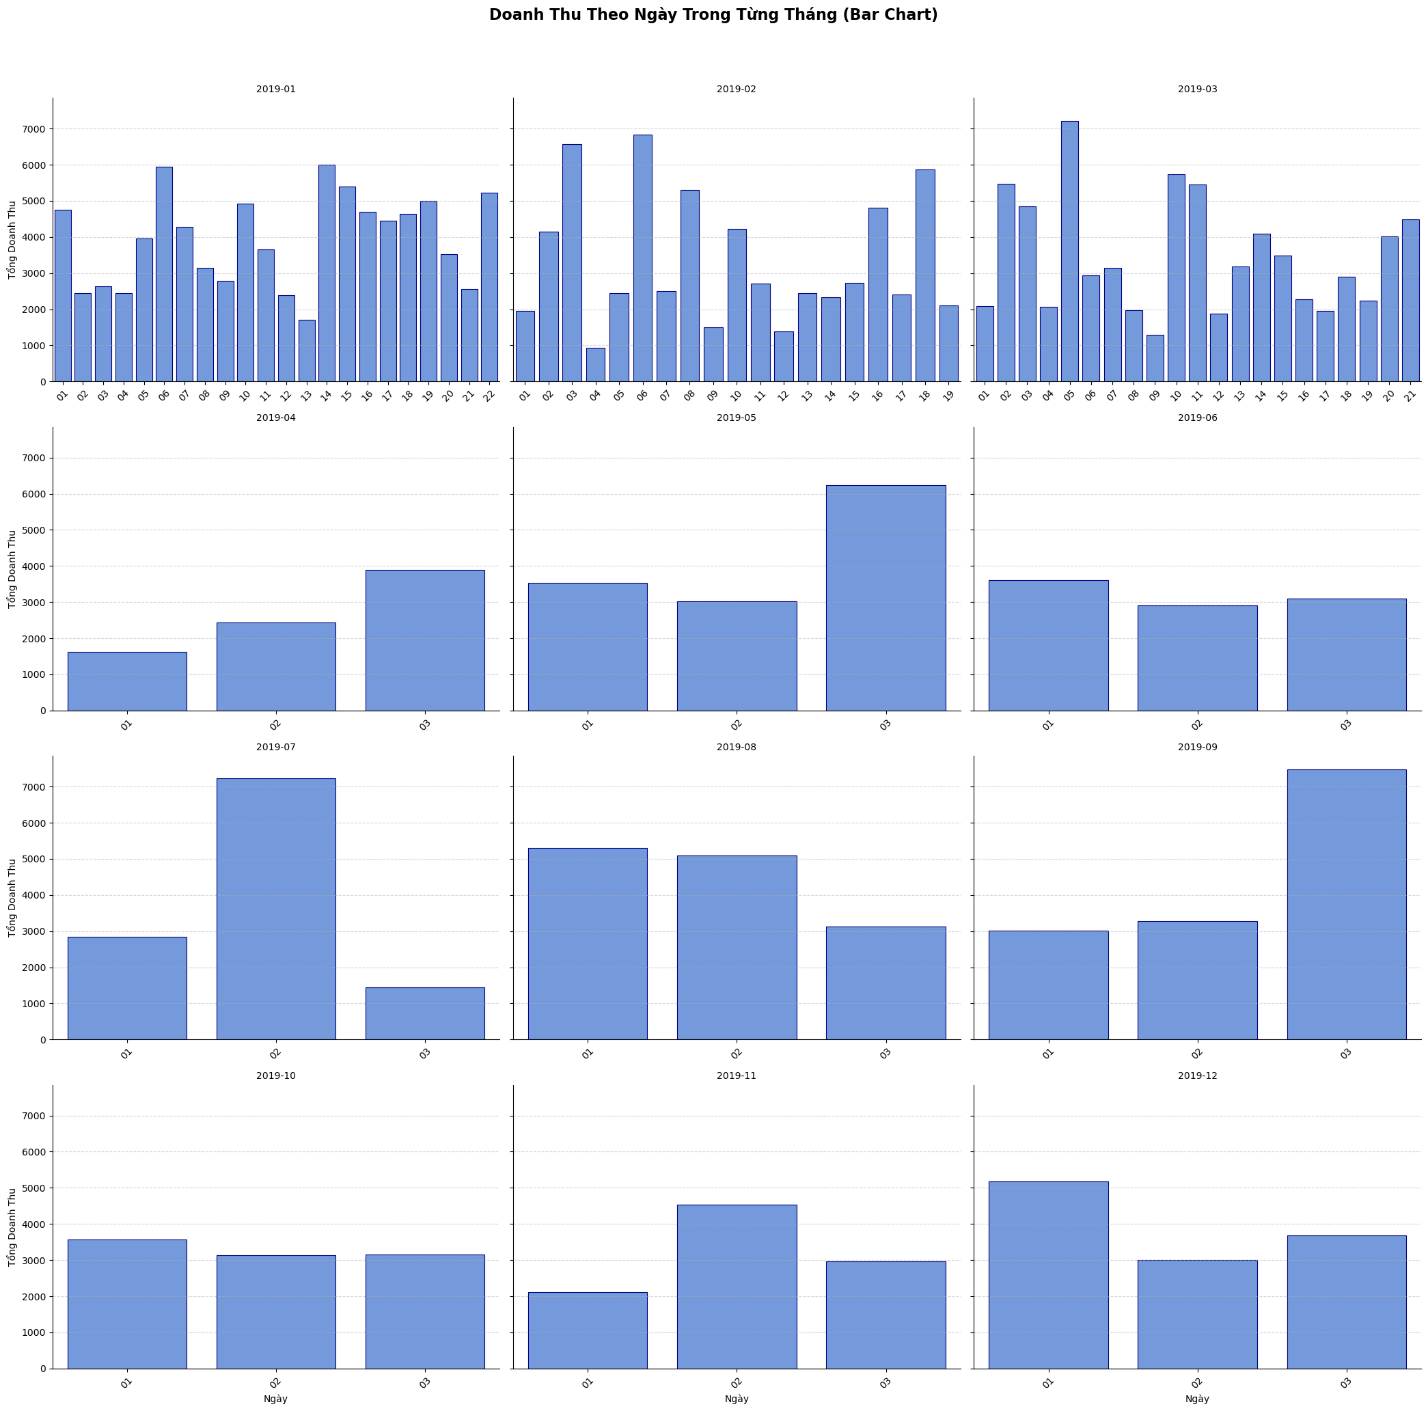 Doanh Thu Theo Ngày Trong Từng Tháng (Bar Chart)
2019-01 2019-02 2019-03
7000
6000
5000
4000
3000
2000
1000
0
Tổng Doanh Thu
01 02 03 04 05 06 07 08 09 10 11 12 13 14 15 16 17 18 19 20 21 22
01 02 03 04 05 06 07 08 09 10 11 12 13 14 15 16 17 18 19
01 02 03 04 05 06 07 08 09 10 11 12 13 14 15 16 17 18 19 20 21
2019-04 2019-05 2019-06
7000
6000
5000
4000
3000
2000
1000
0
Tổng Doanh Thu
01 02 03
01 02 03
01 02 03
2019-07 2019-08 2019-09
7000
6000
5000
4000
3000
2000
1000
0
Tổng Doanh Thu
01 02 03
01 02 03
01 02 03
2019-10 2019-11 2019-12
7000
6000
5000
4000
3000
2000
1000
0
Tổng Doanh Thu
01 02 03
01 02 03
01 02 03
Ngày Ngày Ngày